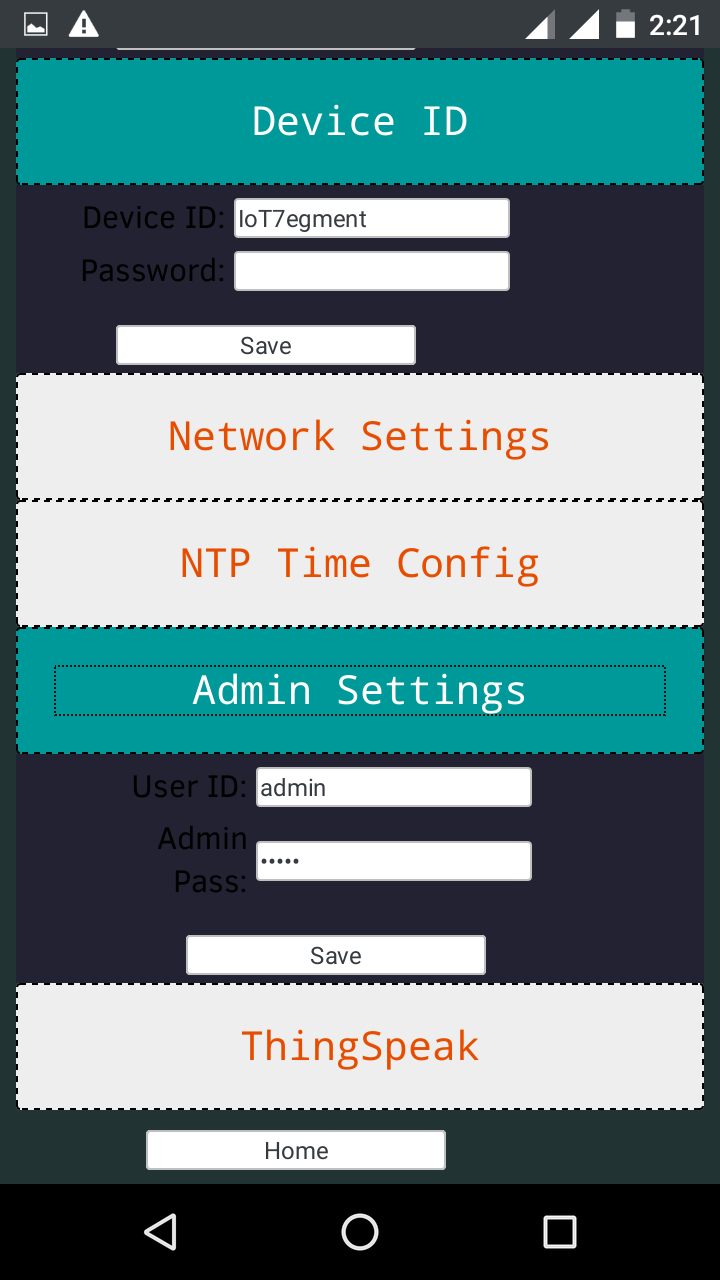 2:21
Device ID
Device ID: IoT7egment
Password:
Save
Network Settings
NTP Time Config
Admin Settings
User ID: admin
Admin
Pass: •••••
Save
ThingSpeak
Home